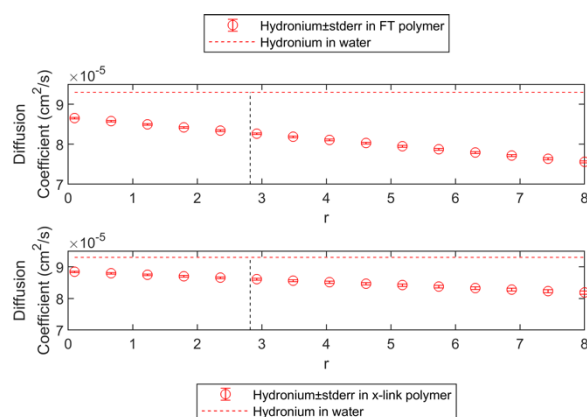 Hydronium±stderr in FT polymer
Hydronium in water
×10⁻⁵
9
8
7
Diffusion
Coefficient (cm²/s)
0 1 2 3 4 5 6 7 8
r
×10⁻⁵
9
8
7
Diffusion
Coefficient (cm²/s)
0 1 2 3 4 5 6 7 8
r
Hydronium±stderr in x-link polymer
Hydronium in water